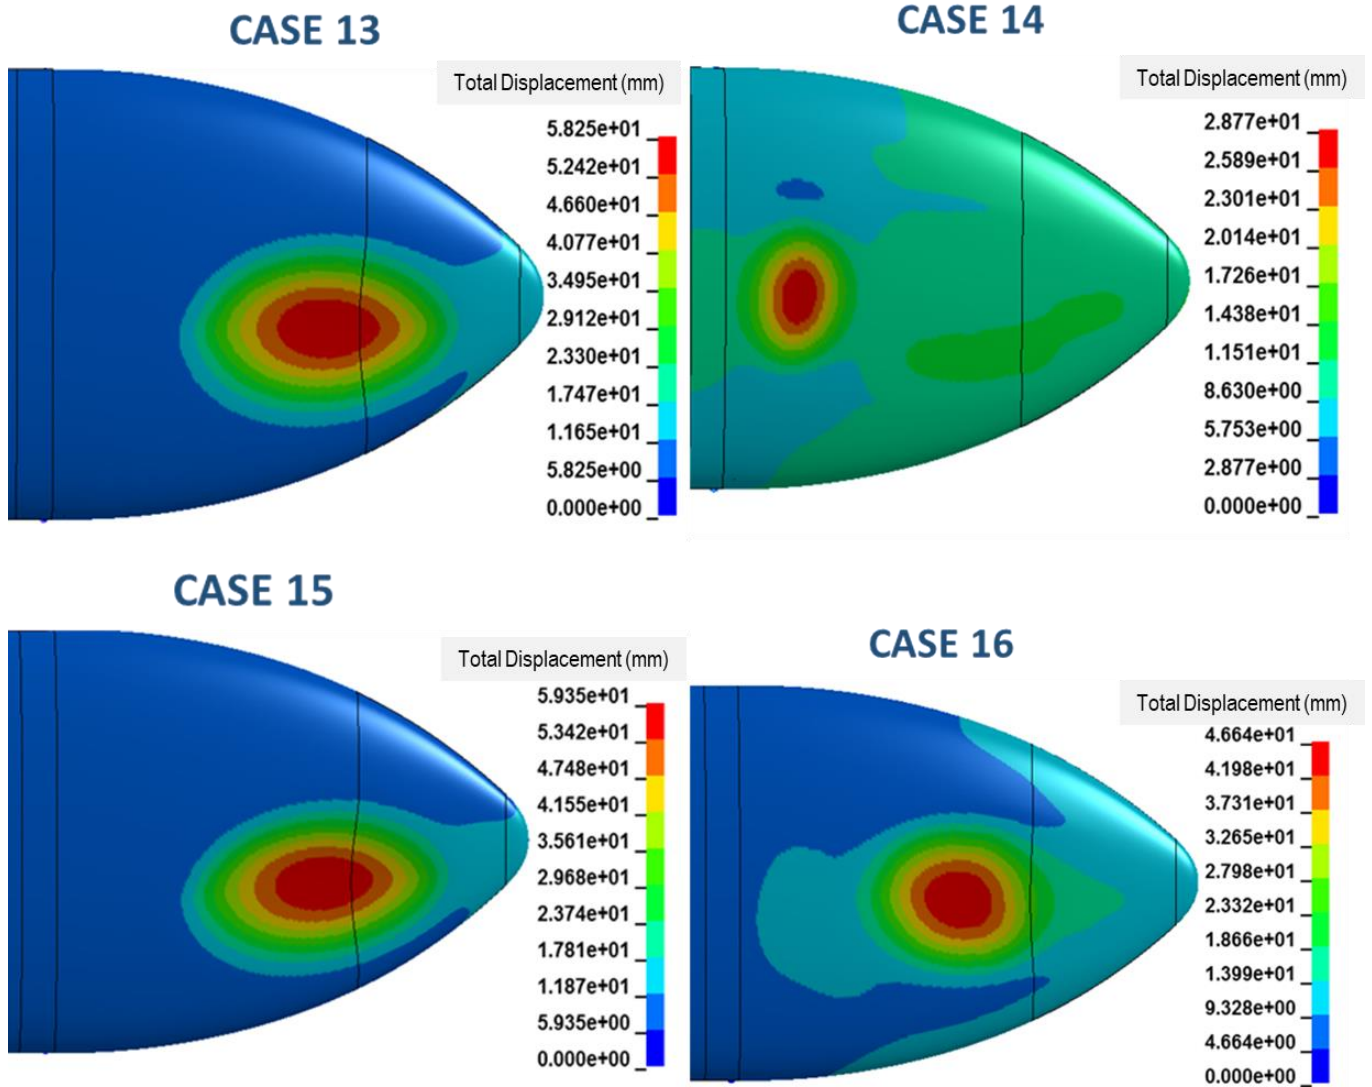 CASE 13
Total Displacement (mm)
5.825e+01
5.242e+01
4.660e+01
4.077e+01
3.495e+01
2.912e+01
2.330e+01
1.747e+01
1.165e+01
5.825e+00
0.000e+00
CASE 14
Total Displacement (mm)
2.877e+01
2.589e+01
2.301e+01
2.014e+01
1.726e+01
1.438e+01
1.151e+01
8.630e+00
5.753e+00
2.877e+00
0.000e+00
CASE 15
Total Displacement (mm)
5.935e+01
5.342e+01
4.748e+01
4.155e+01
3.561e+01
2.968e+01
2.374e+01
1.781e+01
1.187e+01
5.935e+00
0.000e+00
CASE 16
Total Displacement (mm)
4.664e+01
4.198e+01
3.731e+01
3.265e+01
2.798e+01
2.332e+01
1.866e+01
1.399e+01
9.328e+00
4.664e+00
0.000e+00